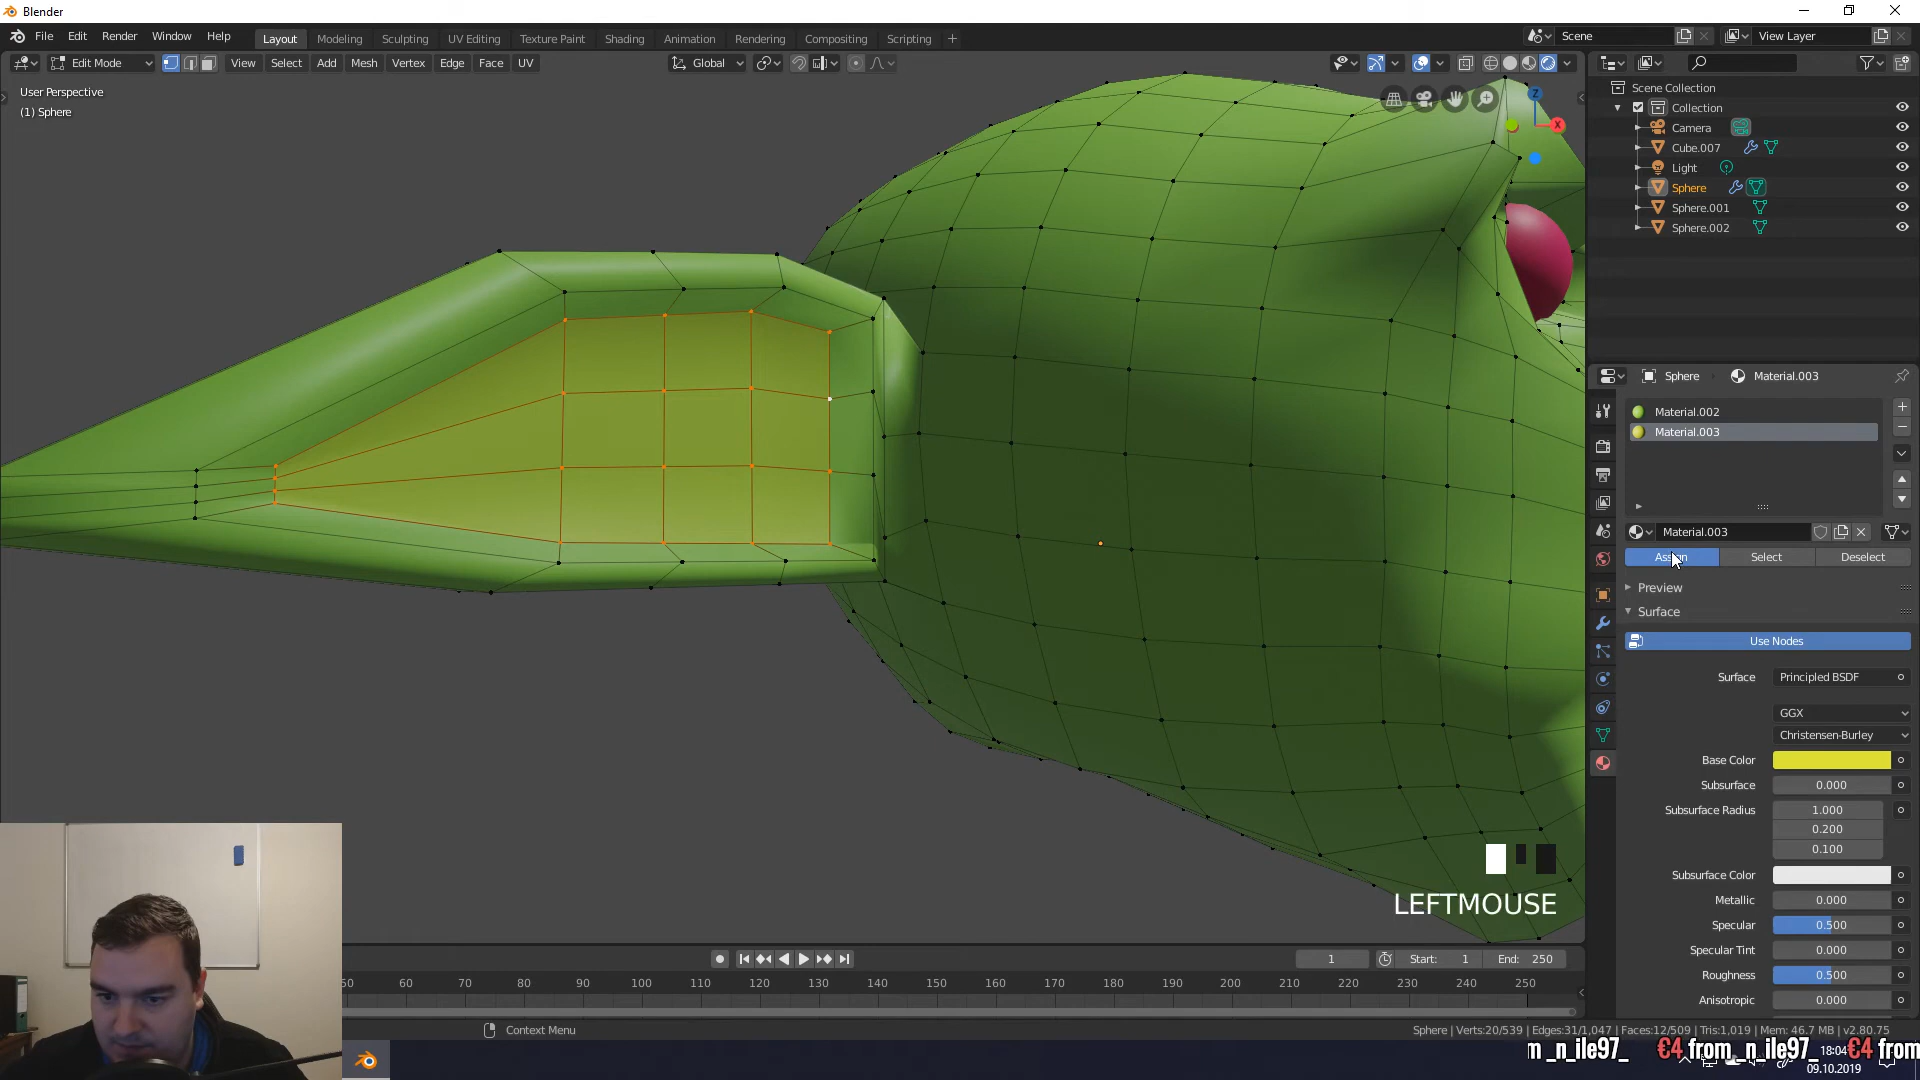 Blender
File Edit Render Window Help
Layout Modeling Sculpting UV Editing Texture Paint Shading Animation Rendering Compositing Scripting +
Scene
View Layer
Edit Mode View Select Add Mesh Vertex Edge Face UV
Global
User Perspective
(1) Sphere
Z
X
Scene Collection
Collection
Camera
Cube.007
Light
Sphere
Sphere.001
Sphere.002
Sphere Material.003
Material.002
Material.003
Material.003
Assign Select Deselect
Preview
Surface
Use Nodes
Surface Principled BSDF
GGX
Christensen-Burley
Base Color
Subsurface 0.000
Subsurface Radius 1.000
0.200
0.100
Subsurface Color
Metallic 0.000
Specular 0.500
Specular Tint 0.000
Roughness 0.500
Anisotropic 0.000
LEFTMOUSE
1 Start: 1 End: 250
50 60 70 80 90 100 110 120 130 140 150 160 170 180 190 200 210 220 230 240 250
Context Menu
Sphere | Verts:20/539 | Edges:31/1,047 | Faces:12/509 | Tris:1,019 | Mem: 46.7 MB | v2.80.75
m _n_ile97_ €4 from _n_ile97_ €4 from
18:04
09.10.2019